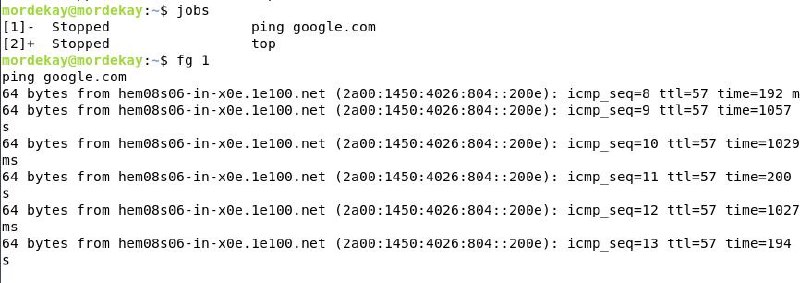 mordekay@mordekay:~$ jobs
[1]-  Stopped                 ping google.com
[2]+  Stopped                 top
mordekay@mordekay:~$ fg 1
ping google.com
64 bytes from hem08s06-in-x0e.1e100.net (2a00:1450:4026:804::200e): icmp_seq=8 ttl=57 time=192 m
64 bytes from hem08s06-in-x0e.1e100.net (2a00:1450:4026:804::200e): icmp_seq=9 ttl=57 time=1057
s
64 bytes from hem08s06-in-x0e.1e100.net (2a00:1450:4026:804::200e): icmp_seq=10 ttl=57 time=1029
ms
64 bytes from hem08s06-in-x0e.1e100.net (2a00:1450:4026:804::200e): icmp_seq=11 ttl=57 time=200
s
64 bytes from hem08s06-in-x0e.1e100.net (2a00:1450:4026:804::200e): icmp_seq=12 ttl=57 time=1027
ms
64 bytes from hem08s06-in-x0e.1e100.net (2a00:1450:4026:804::200e): icmp_seq=13 ttl=57 time=194
s